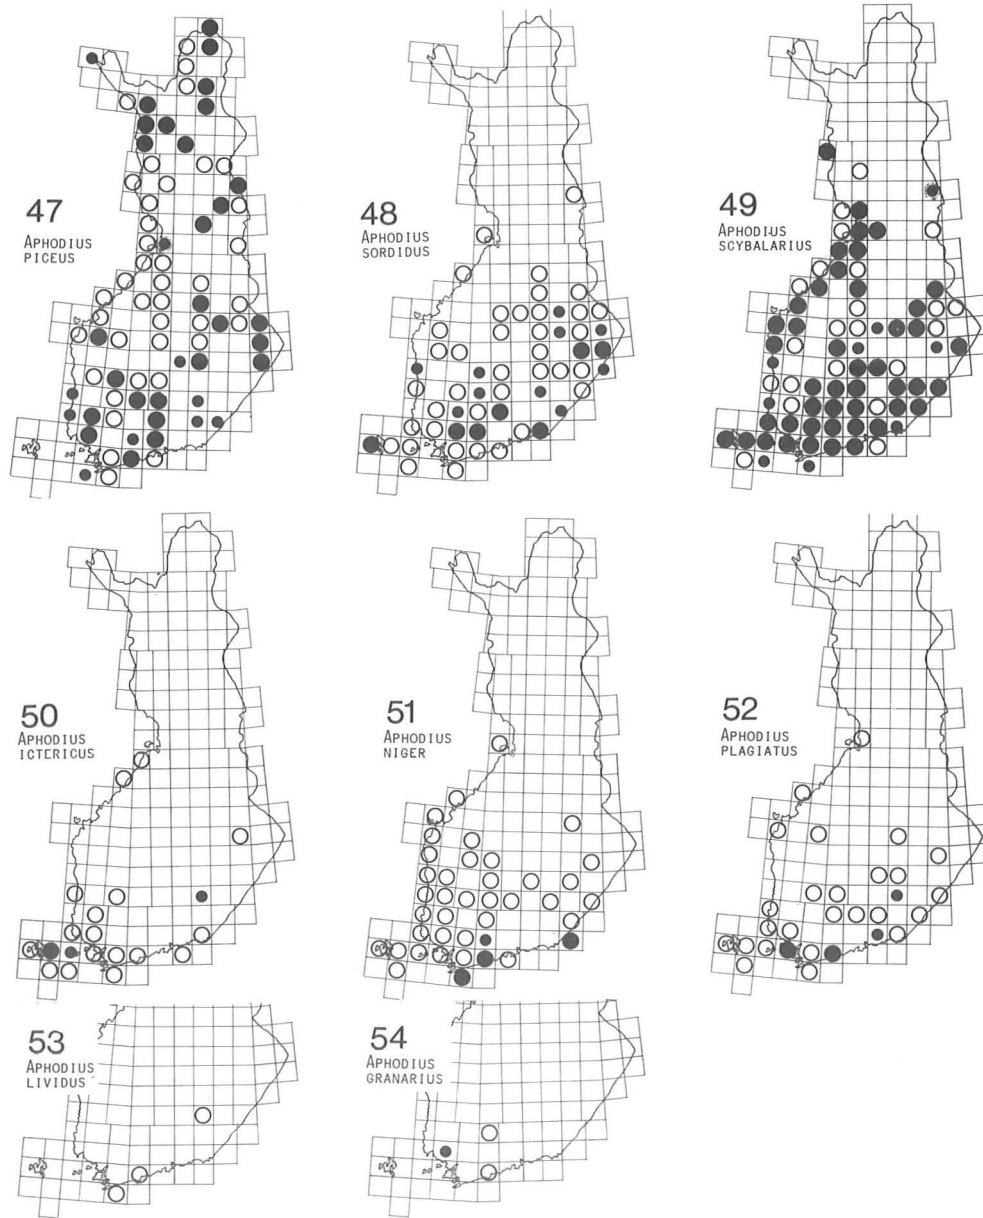 47
APHODIUS
PICEUS
48
APHODIUS
SORDIDUS
49
APHODIUS
SCYBALARIUS
50
APHODIUS
ICTERICUS
51
APHODIUS
NIGER
52
APHODIUS
PLAGIATUS
53
APHODIUS
LIVIDUS
54
APHODIUS
GRANARIUS